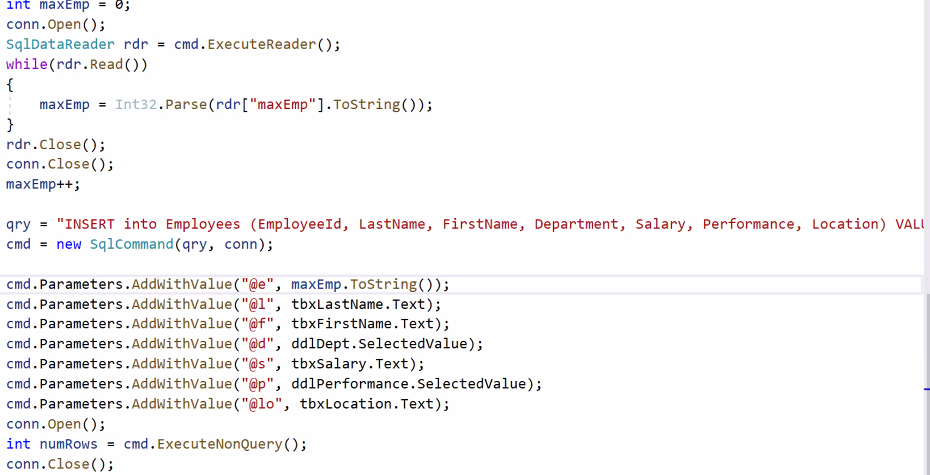 int maxEmp = 0;
conn.Open();
SqlDataReader rdr = cmd.ExecuteReader();
while(rdr.Read())
{
    maxEmp = Int32.Parse(rdr["maxEmp"].ToString());
}
rdr.Close();
conn.Close();
maxEmp++;
qry = "INSERT into Employees (EmployeeId, LastName, FirstName, Department, Salary, Performance, Location) VALU
cmd = new SqlCommand(qry, conn);
cmd.Parameters.AddWithValue("@e", maxEmp.ToString());
cmd.Parameters.AddWithValue("@l", tbxLastName.Text);
cmd.Parameters.AddWithValue("@f", tbxFirstName.Text);
cmd.Parameters.AddWithValue("@d", ddlDept.SelectedValue);
cmd.Parameters.AddWithValue("@s", tbxSalary.Text);
cmd.Parameters.AddWithValue("@p", ddlPerformance.SelectedValue);
cmd.Parameters.AddWithValue("@lo", tbxLocation.Text);
conn.Open();
int numRows = cmd.ExecuteNonQuery();
conn.Close();